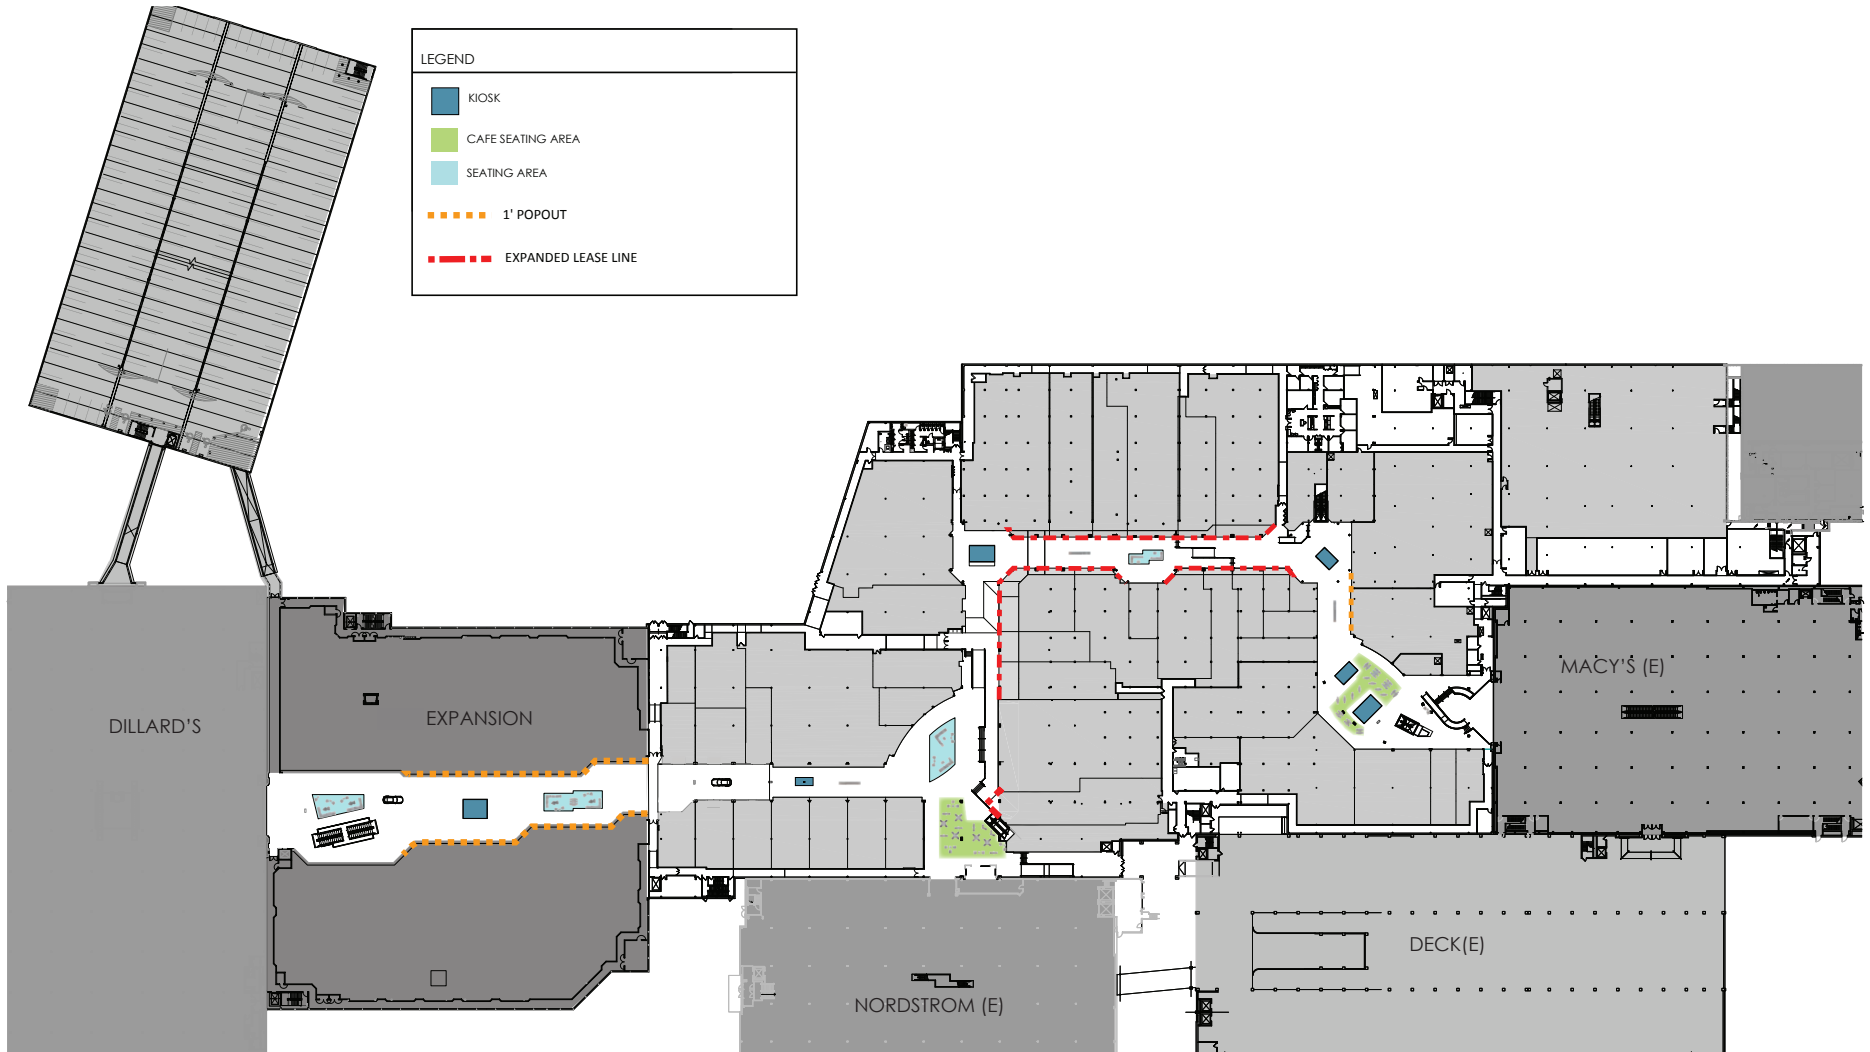 LEGEND
KIOSK
CAFE SEATING AREA
SEATING AREA
1' POPOUT
EXPANDED LEASE LINE
MACY'S (E)
DILLARD'S
EXPANSION
DECK(E)
NORDSTROM (E)